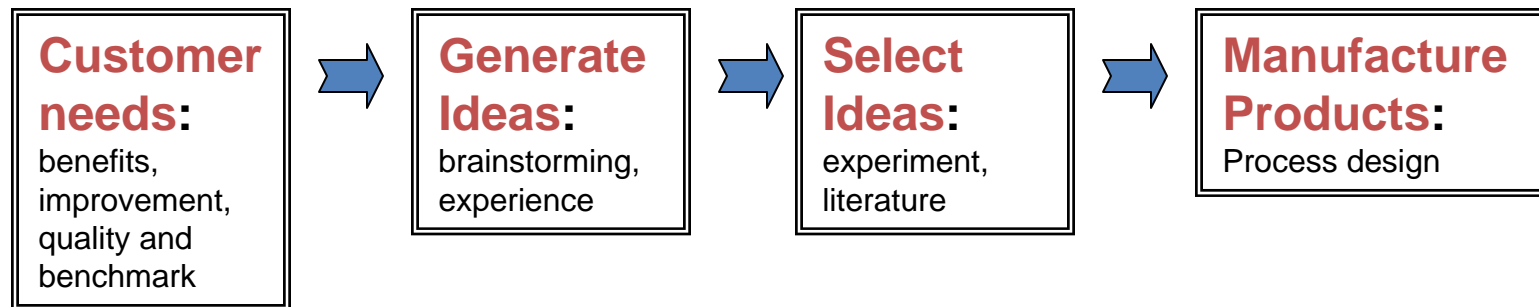 Customer
needs:
benefits,
improvement,
quality and
benchmark
Generate
Ideas:
brainstorming,
experience
Select
Ideas:
experiment,
literature
Manufacture
Products:
Process design